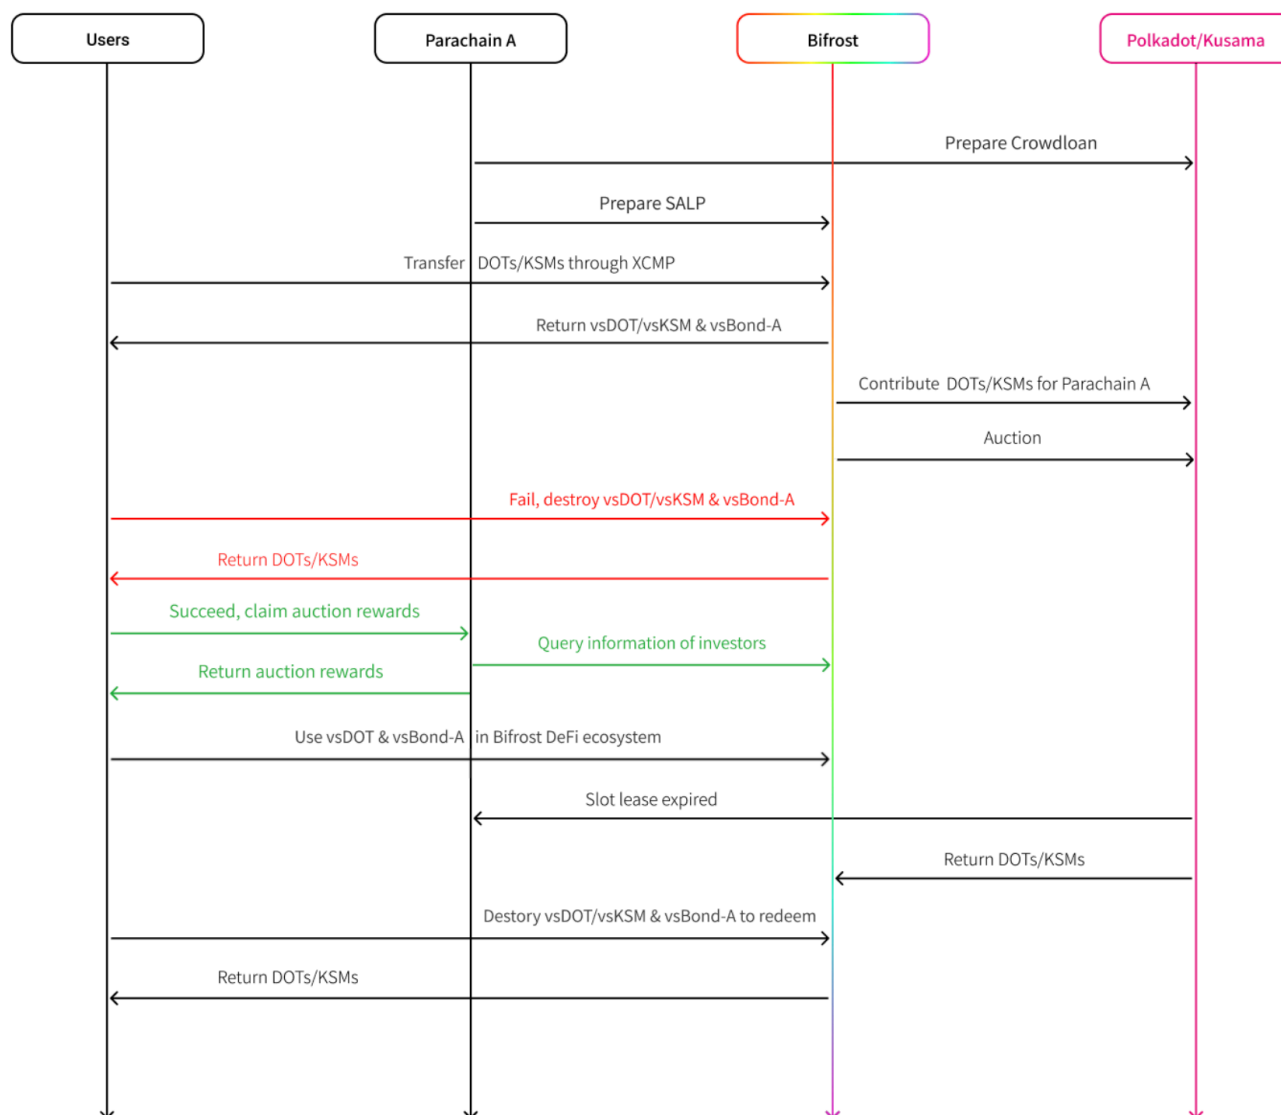 Users
Parachain A
Bifrost
Polkadot/Kusama
Prepare Crowdloan
Prepare SALP
Transfer DOTs/KSMs through XCMP
Return vsDOT/vsKSM & vsBond-A
Contribute DOTs/KSMs for Parachain A
Auction
Fail, destroy vsDOT/vsKSM & vsBond-A
Return DOTs/KSMs
Succeed, claim auction rewards
Query information of investors
Return auction rewards
Use vsDOT & vsBond-A in Bifrost DeFi ecosystem
Slot lease expired
Return DOTs/KSMs
Destory vsDOT/vsKSM & vsBond-A to redeem
Return DOTs/KSMs